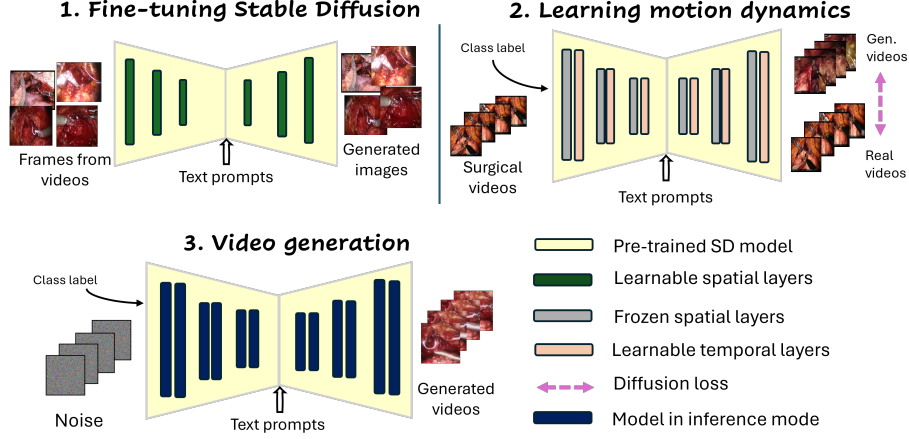 1. Fine-tuning Stable Diffusion
Frames from
videos
Text prompts
Generated
images
2. Learning motion dynamics
Class label
Surgical
videos
Text prompts
Gen.
videos
Real
videos
3. Video generation
Class label
Noise
Text prompts
Generated
videos
Pre-trained SD model
Learnable spatial layers
Frozen spatial layers
Learnable temporal layers
Diffusion loss
Model in inference mode